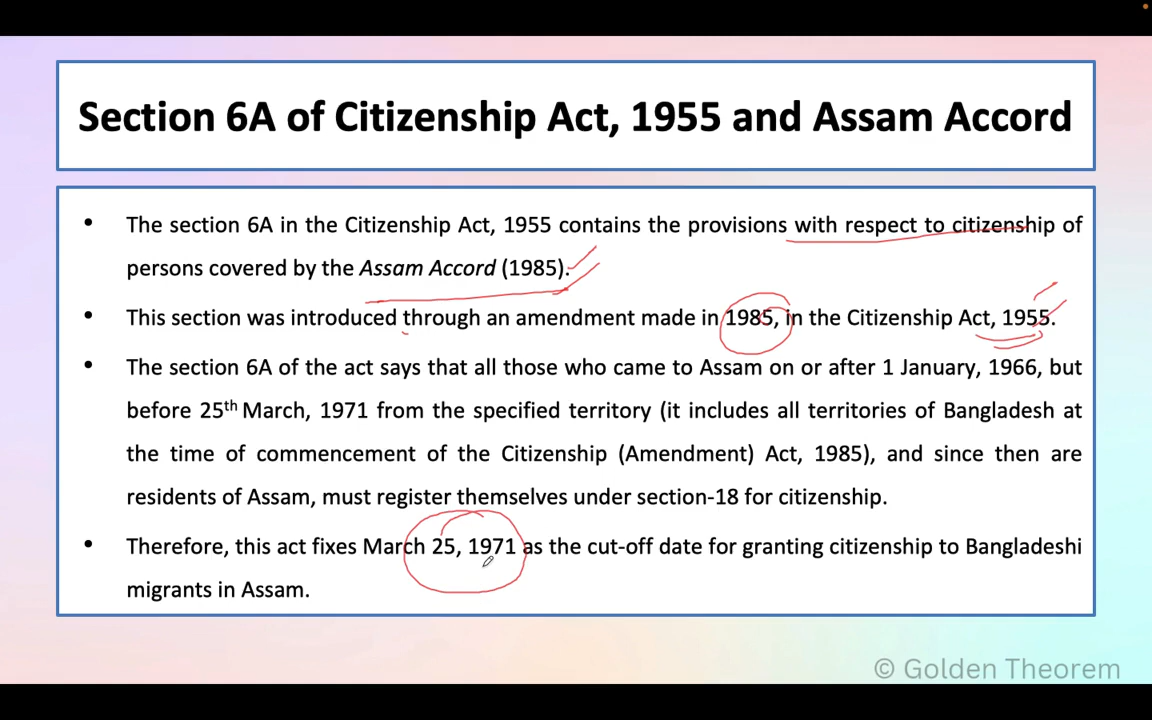 Section 6A of Citizenship Act, 1955 and Assam Accord
• The section 6A in the Citizenship Act, 1955 contains the provisions with respect to citizenship of
persons covered by the Assam Accord (1985).
• This section was introduced through an amendment made in 1985, in the Citizenship Act, 1955.
• The section 6A of the act says that all those who came to Assam on or after 1 January, 1966, but
before 25th March, 1971 from the specified territory (it includes all territories of Bangladesh at
the time of commencement of the Citizenship (Amendment) Act, 1985), and since then are
residents of Assam, must register themselves under section-18 for citizenship.
• Therefore, this act fixes March 25, 1971 as the cut-off date for granting citizenship to Bangladeshi
migrants in Assam.
© Golden Theorem